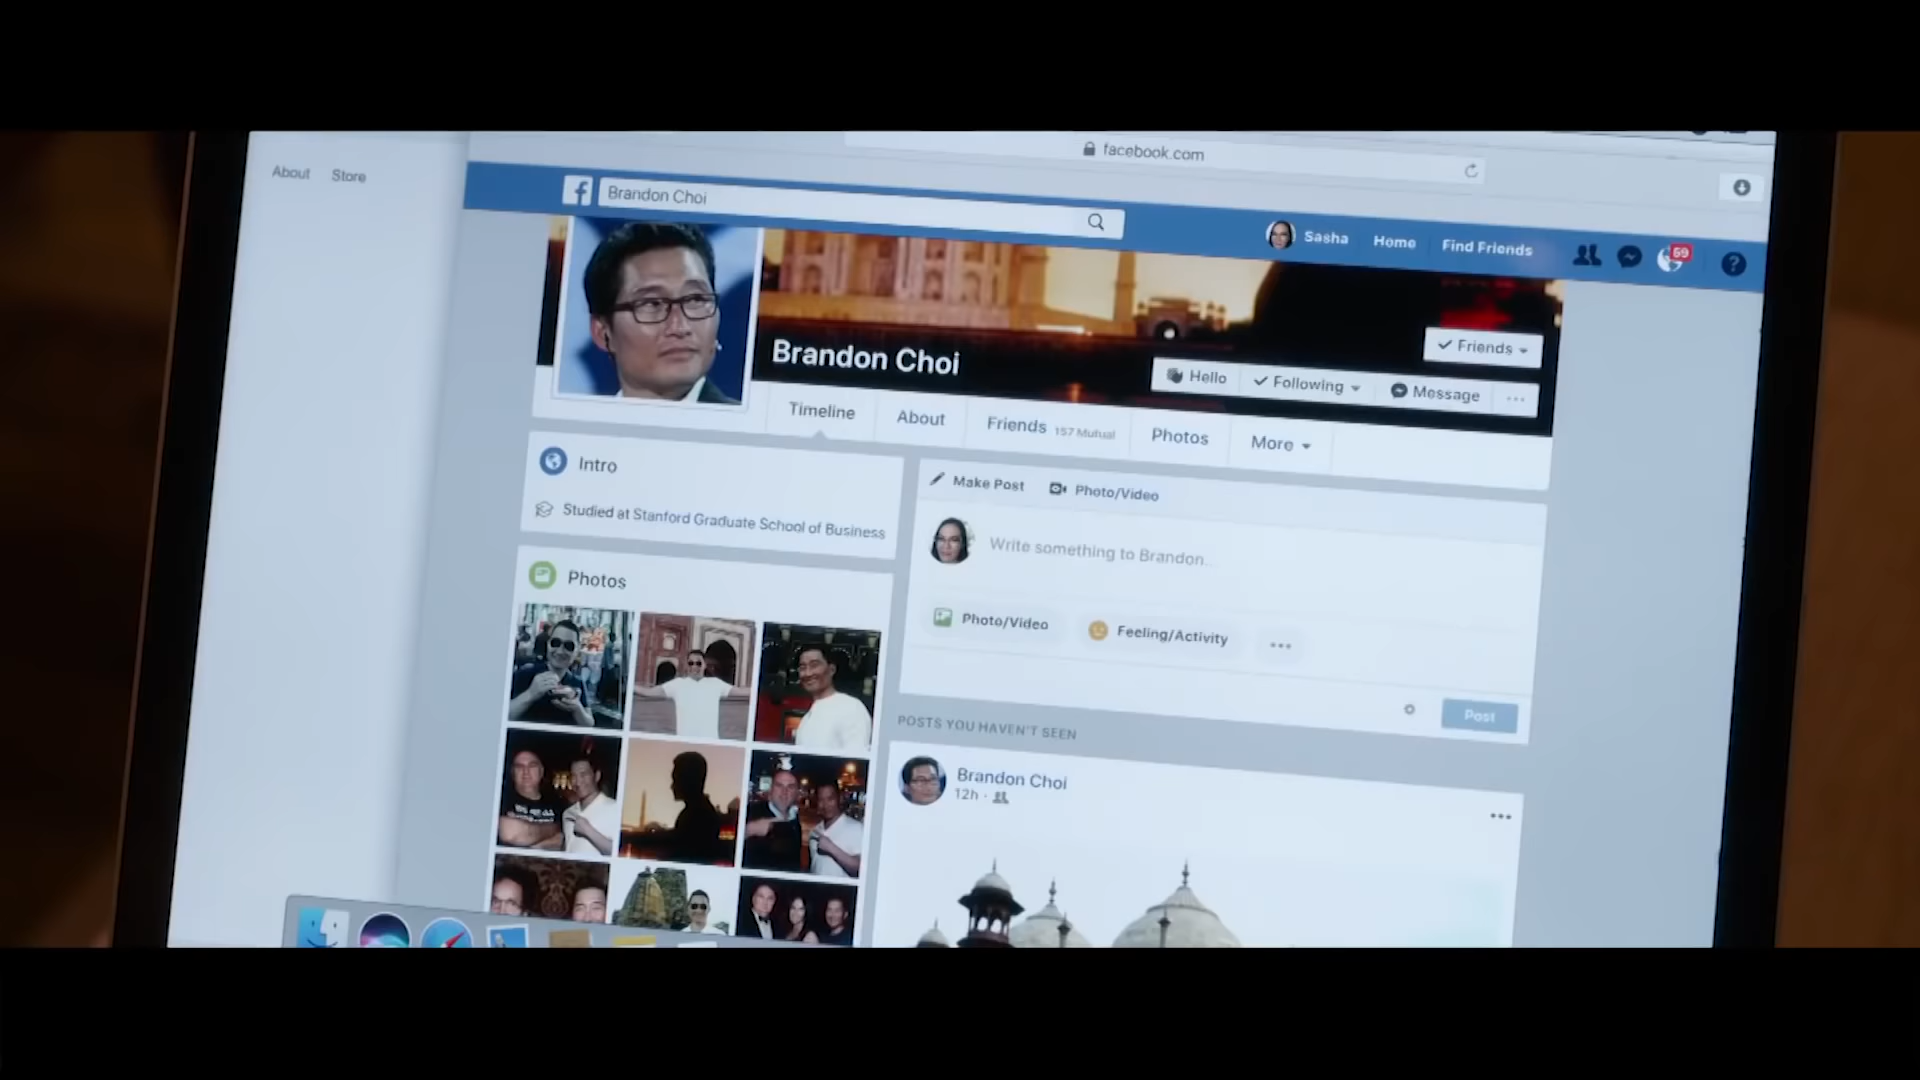 facebook.com
About Store
Brandon Choi
Sasha Home Find Friends
59
?
Brandon Choi
Friends
Hello Following Message ...
Timeline About Friends 157 Mutual Photos More
Intro
Studied at Stanford Graduate School of Business
Photos
Make Post Photo/Video
Write something to Brandon...
Photo/Video Feeling/Activity ...
Post
POSTS YOU HAVEN'T SEEN
Brandon Choi
12h ·